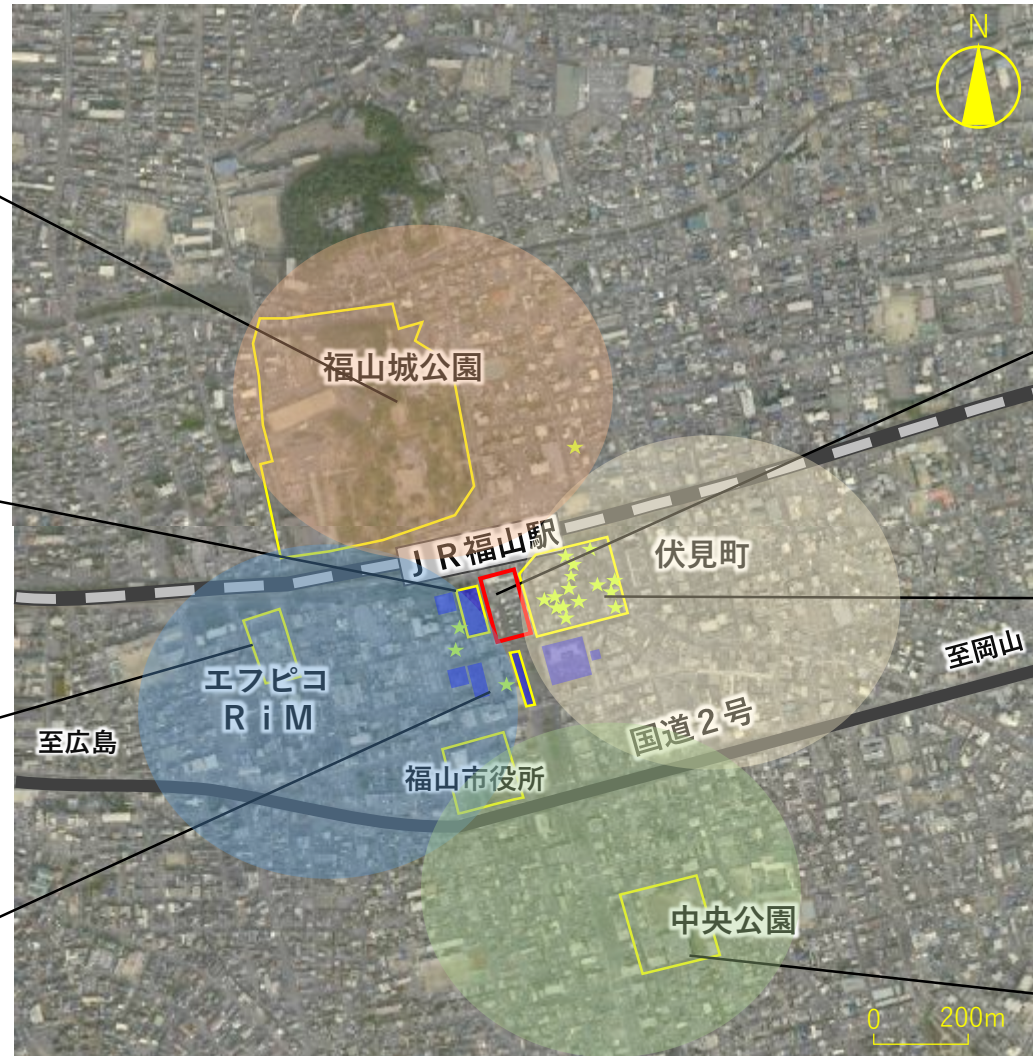 N
福山城公園
ＪＲ福山駅
伏見町
至岡山
エフピコ
ＲｉＭ
国道２号
至広島
福山市役所
中央公園
0 200m